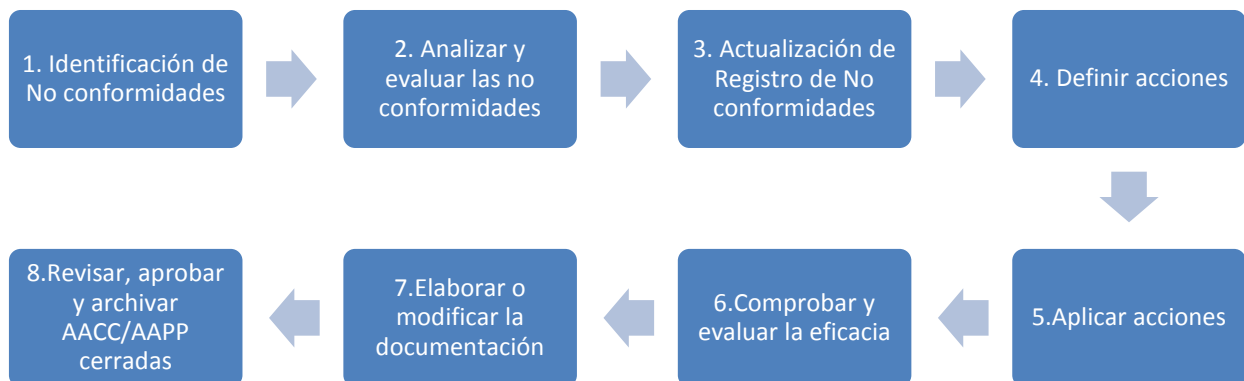 1. Identificación de
No conformidades
2. Analizar y
evaluar las no
conformidades
3. Actualización de
Registro de No
conformidades
4. Definir acciones
5.Aplicar acciones
6.Comprobar y
evaluar la eficacia
7.Elaborar o
modificar la
documentación
8.Revisar, aprobar
y archivar
AACC/AAPP
cerradas